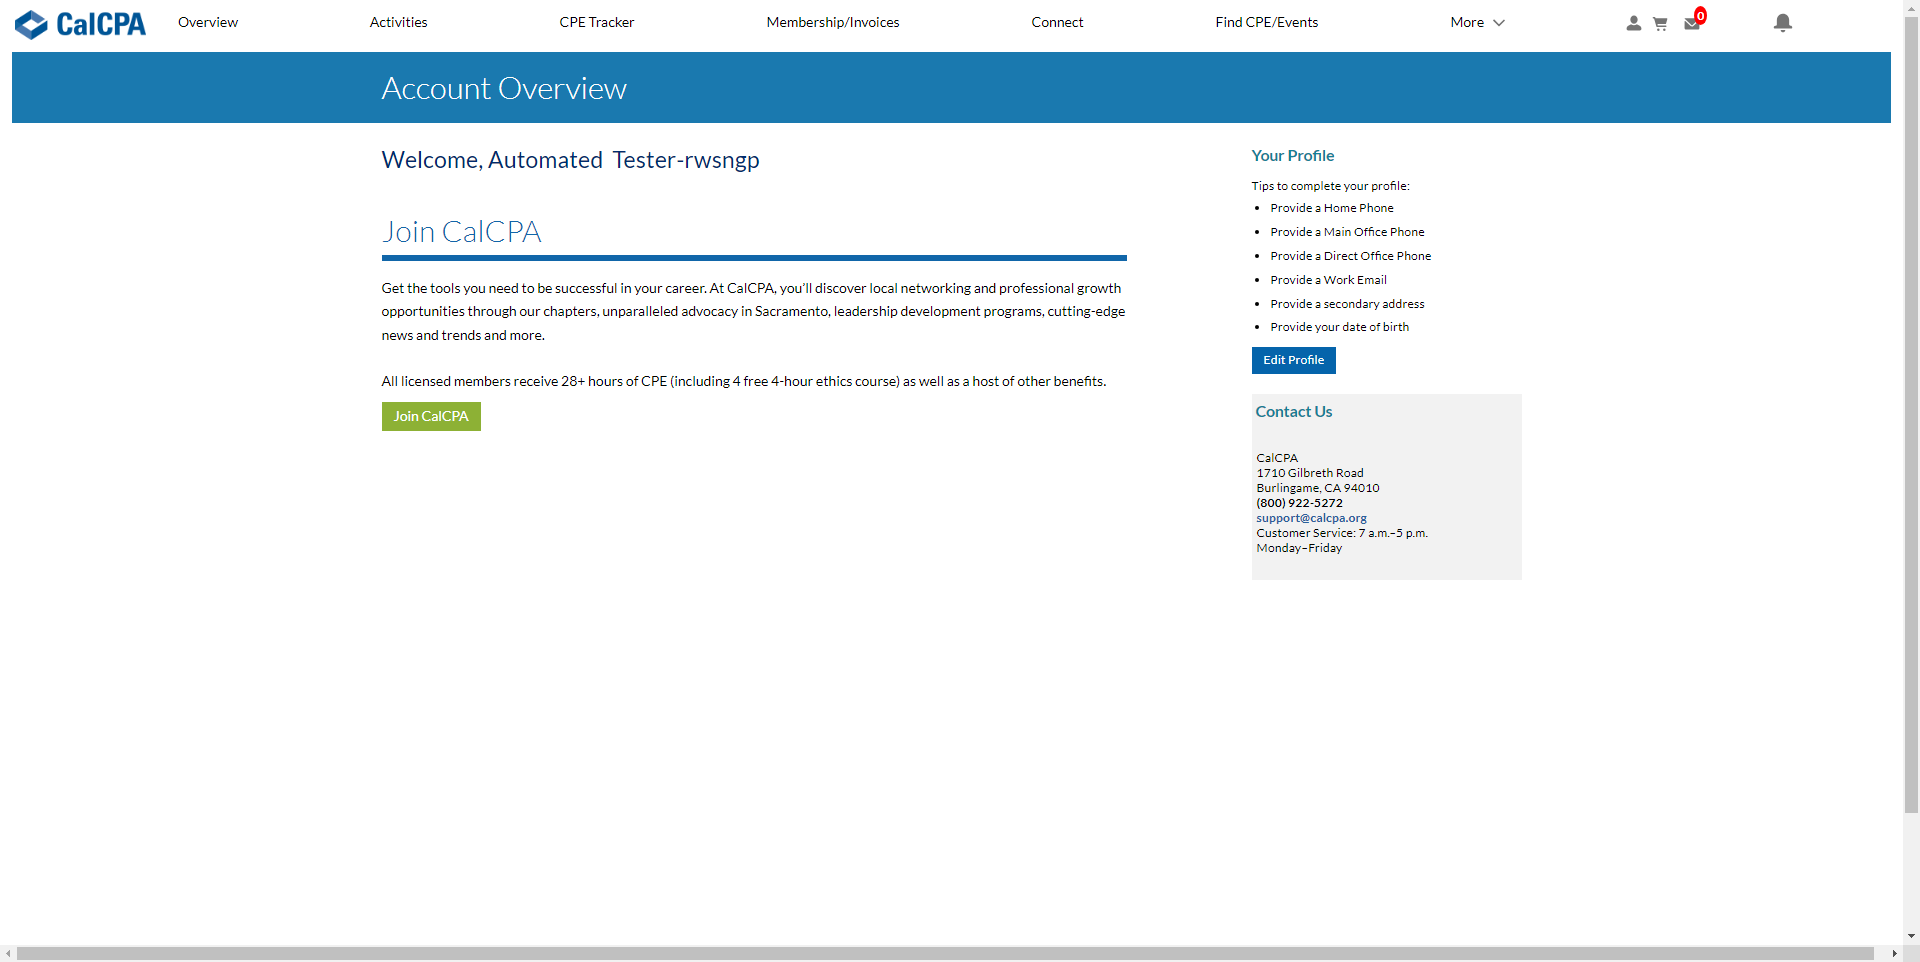 CalCPA
Overview
Activities
CPE Tracker
Membership/Invoices
Connect
Find CPE/Events
More
0
Account Overview
Welcome, Automated Tester-rwsngp
Join CalCPA
Get the tools you need to be successful in your career. At CalCPA, you'll discover local networking and professional growth
opportunities through our chapters, unparalleled advocacy in Sacramento, leadership development programs, cutting-edge
news and trends and more.
All licensed members receive 28+ hours of CPE (including 4 free 4-hour ethics course) as well as a host of other benefits.
Join CalCPA
Your Profile
Tips to complete your profile:
Provide a Home Phone
Provide a Main Office Phone
Provide a Direct Office Phone
Provide a Work Email
Provide a secondary address
Provide your date of birth
Edit Profile
Contact Us
CalCPA
1710 Gilbreth Road
Burlingame, CA 94010
(800) 922-5272
support@calcpa.org
Customer Service: 7 a.m.–5 p.m.
Monday–Friday